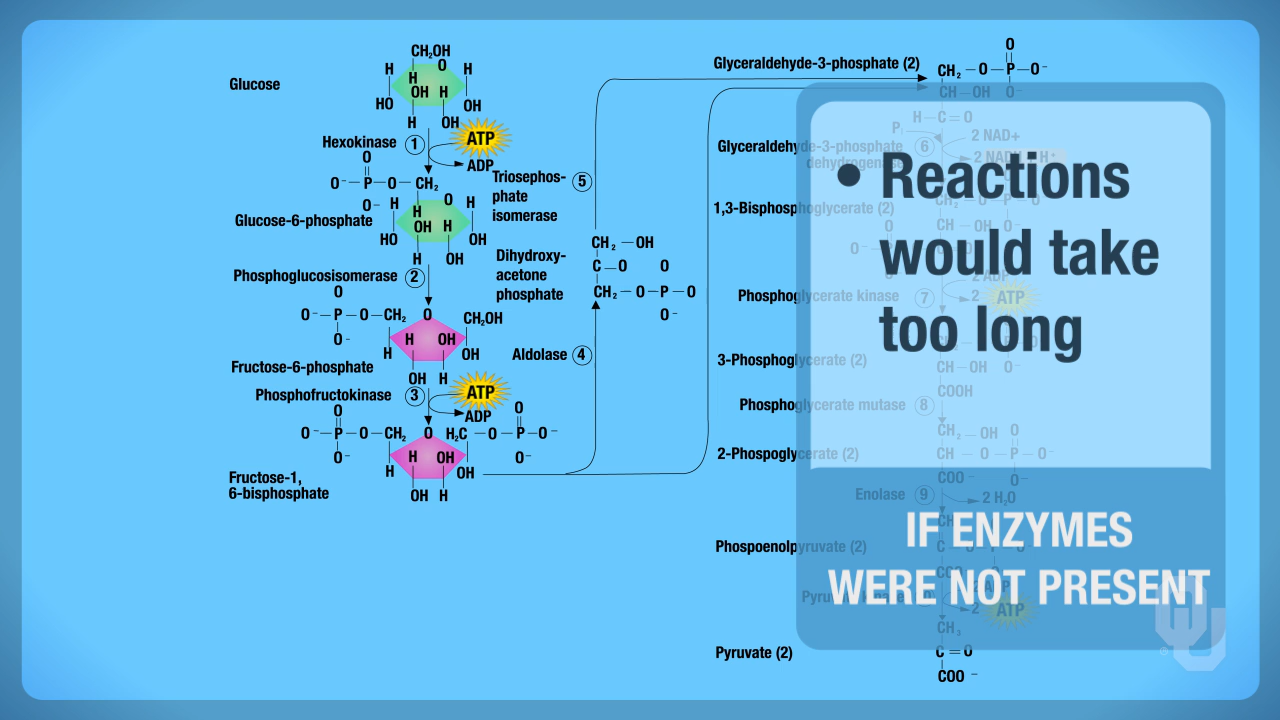 Glucose
CH₂OH
H O H
H
OH H
HO OH
H OH
Hexokinase 1
ATP
ADP
O
O⁻ P O CH₂
O⁻ H O H
H
OH H
HO OH
H OH
Glucose-6-phosphate
Phosphoglucosisomerase 2
O
O⁻ P O CH₂ O CH₂OH
O⁻ H OH
H OH
OH H
Fructose-6-phosphate
Phosphofructokinase 3
ATP
ADP
O O
O⁻ P O CH₂ O H₂C O P O⁻
O⁻ H OH O⁻
H OH
OH H
Fructose-1,
6-bisphosphate
Triosephos-
phate
isomerase
5
Dihydroxy-
acetone
phosphate
CH₂ — OH
C — O O
CH₂ — O — P — O
O⁻
Aldolase 4
Glyceraldehyde-3-phosphate (2)
O
CH₂ — O — P — O⁻
CH — OH O⁻
H — C = O
Pᵢ
2 NAD+
Glyceraldehyde-3-phosphate 6
dehydrogenase
2 NADH H+
1,3-Bisphosphoglycerate (2)
2 ADP
Phosphoglycerate kinase 7
2 ATP
3-Phosphoglycerate (2)
CH — OH O⁻
COOH
Phosphoglycerate mutase 8
CH₂ — OH O
2-Phospoglycerate (2)
CH — O — P — O⁻
COO⁻ O⁻
Enolase 9
2 H₂O
Phospoenolpyruvate (2)
2 ATP
CH₃
Pyruvate (2)
C = O
COO⁻
• Reactions
would take
too long
IF ENZYMES
WERE NOT PRESENT